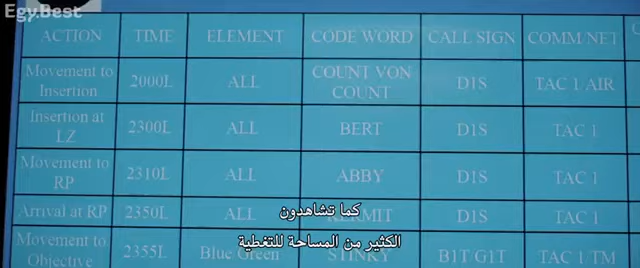 Egy.Best
ACTION TIME ELEMENT CODE WORD CALL SIGN COMM/NET
Movement to Insertion 2000L ALL COUNT VON COUNT D1S TAC 1 AIR
Insertion at LZ 2300L ALL BERT D1S TAC 1
Movement to RP 2310L ALL ABBY D1S TAC 1
Arrival at RP 2350L ALL KERMIT D1S TAC 1
Movement to Objective 2355L Blue Green STINKY B1T G1T TAC 1/TM
كما تشاهدون
الكثير من المساحة للتغطية